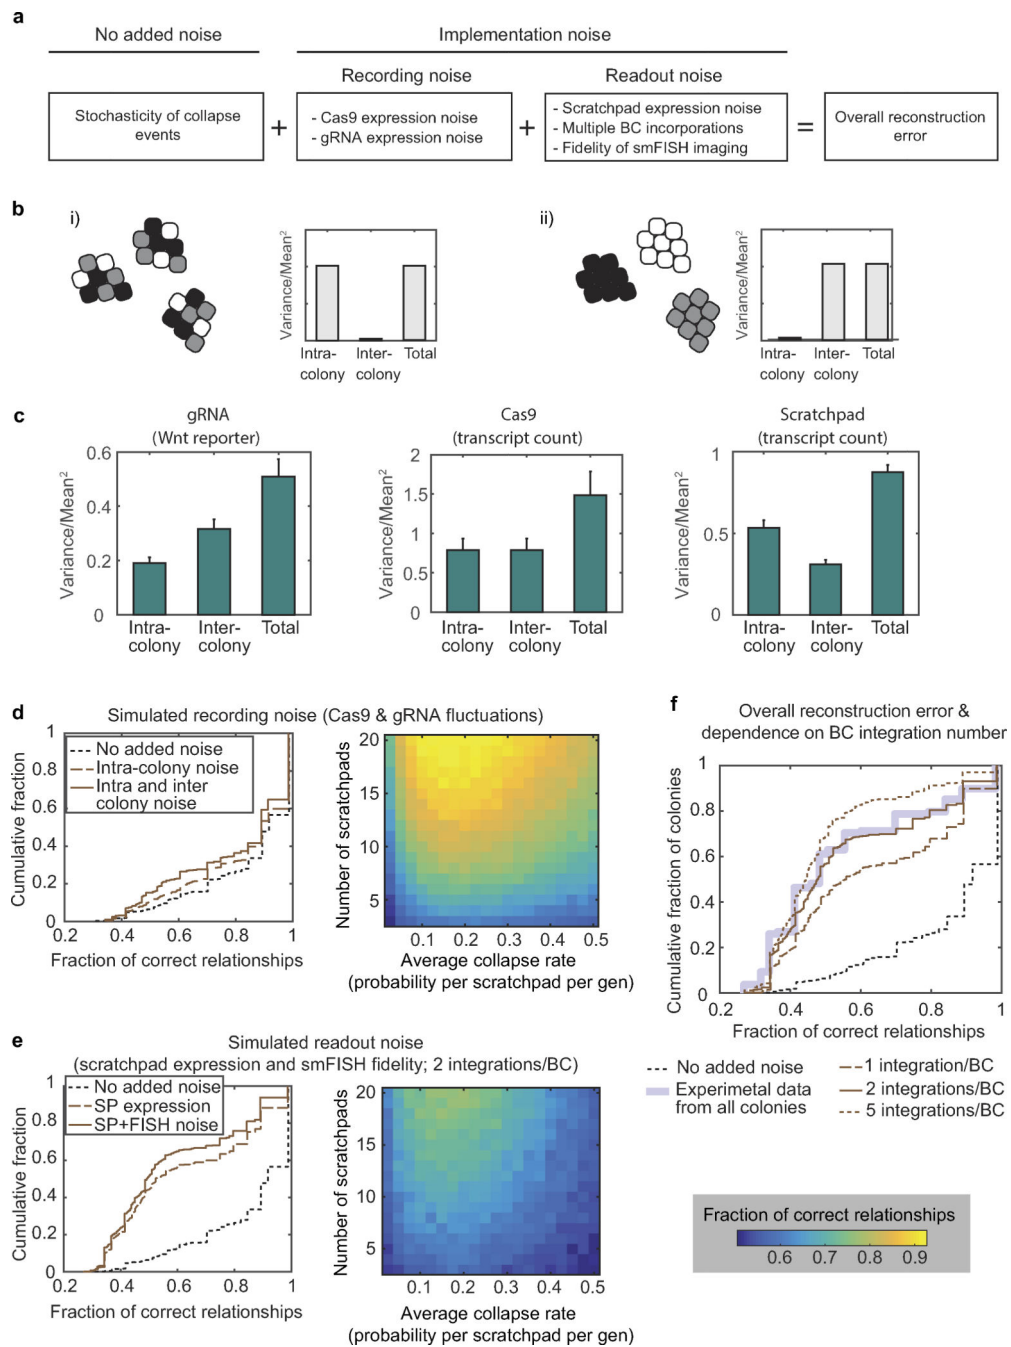 a
No added noise
Implementation noise
Recording noise
Readout noise
Stochasticity of collapse
events
+
- Cas9 expression noise
- gRNA expression noise
+
- Scratchpad expression noise
- Multiple BC incorporations
- Fidelity of smFISH imaging
=
Overall reconstruction
error
b
i)
Variance/Mean²
Intra-
colony
Inter-
colony
Total
ii)
Variance/Mean²
Intra-
colony
Inter-
colony
Total
c
gRNA
(Wnt reporter)
Variance/Mean²
0.6
0.4
0.2
0
Intra-
colony
Inter-
colony
Total
Cas9
(transcript count)
Variance/Mean²
2
1.5
1
0.5
0
Intra-
colony
Inter-
colony
Total
Scratchpad
(transcript count)
Variance/Mean²
1
0.5
0
Intra-
colony
Inter-
colony
Total
d
Simulated recording noise (Cas9 & gRNA fluctuations)
Cumulative fraction
1
0.8
0.6
0.4
0.2
0
No added noise
Intra-colony noise
Intra and inter
colony noise
0.2 0.4 0.6 0.8 1
Fraction of correct relationships
Number of scratchpads
20
15
10
5
0.1 0.2 0.3 0.4 0.5
Average collapse rate
(probability per scratchpad per gen)
e
Simulated readout noise
(scratchpad expression and smFISH fidelity; 2 integrations/BC)
Cumulative fraction
1
0.8
0.6
0.4
0.2
0
No added noise
SP expression
SP+FISH noise
0.2 0.4 0.6 0.8 1
Fraction of correct relationships
Number of scratchpads
20
15
10
5
0.1 0.2 0.3 0.4 0.5
Average collapse rate
(probability per scratchpad per gen)
f
Overall reconstruction error &
dependence on BC integration number
Cumulative fraction of colonies
1
0.8
0.6
0.4
0.2
0
0.2 0.4 0.6 0.8 1
Fraction of correct relationships
No added noise
Experimetal data
from all colonies
1 integration/BC
2 integrations/BC
5 integrations/BC
Fraction of correct relationships
0.6 0.7 0.8 0.9